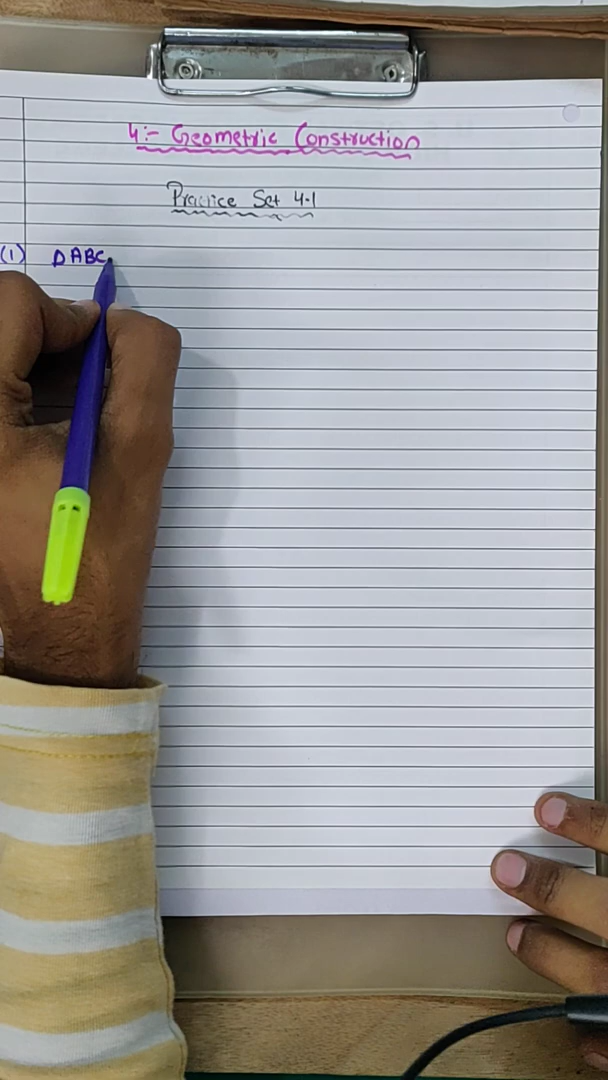 4:- Geometric Construction
Practice Set 4.1
(1) ΔABC